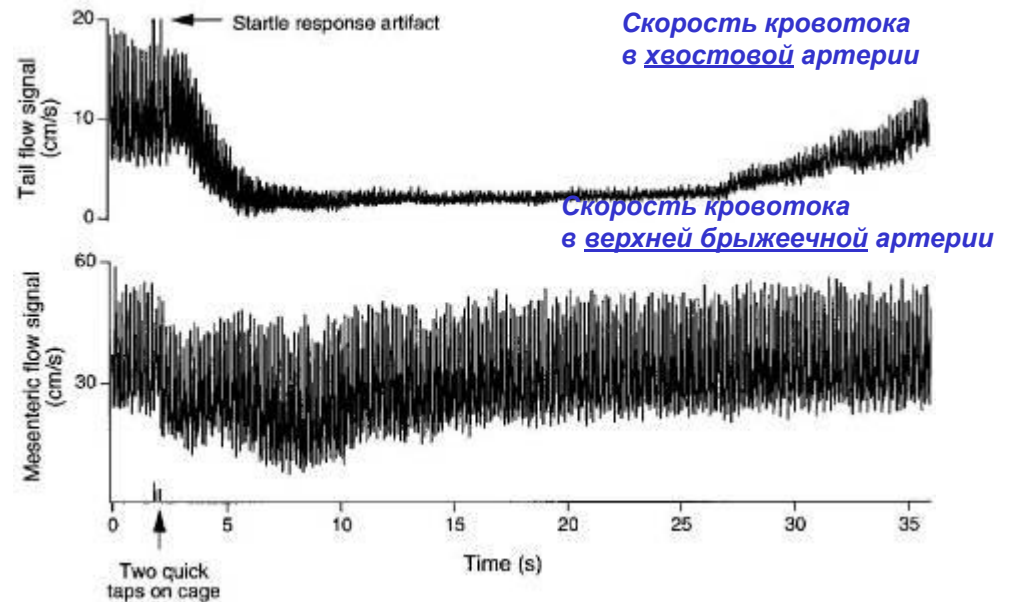 Startle response artifact
Скорость кровотока
в хвостовой артерии
20
10
0
Tail flow signal
(cm/s)
Скорость кровотока
в верхней брыжеечной артерии
60
30
Mesenteric flow signal
(cm/s)
0 5 10 15 20 25 30 35
Time (s)
Two quick
taps on cage